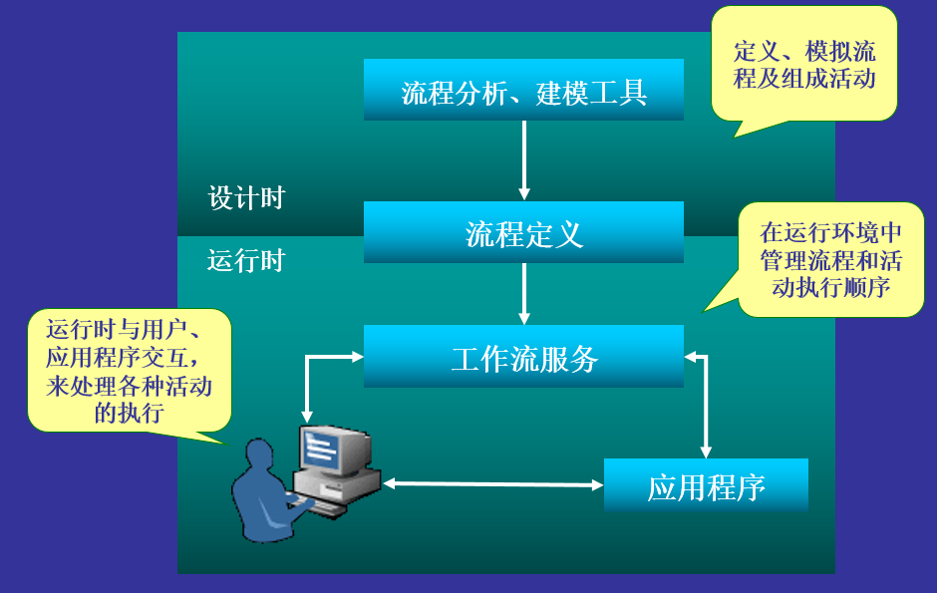 定义、模拟流
程及组成活动
流程分析、建模工具
设计时
流程定义
运行时
在运行环境中
管理流程和活
动执行顺序
运行时与用户、
应用程序交互，
来处理各种活动
的执行
工作流服务
应用程序